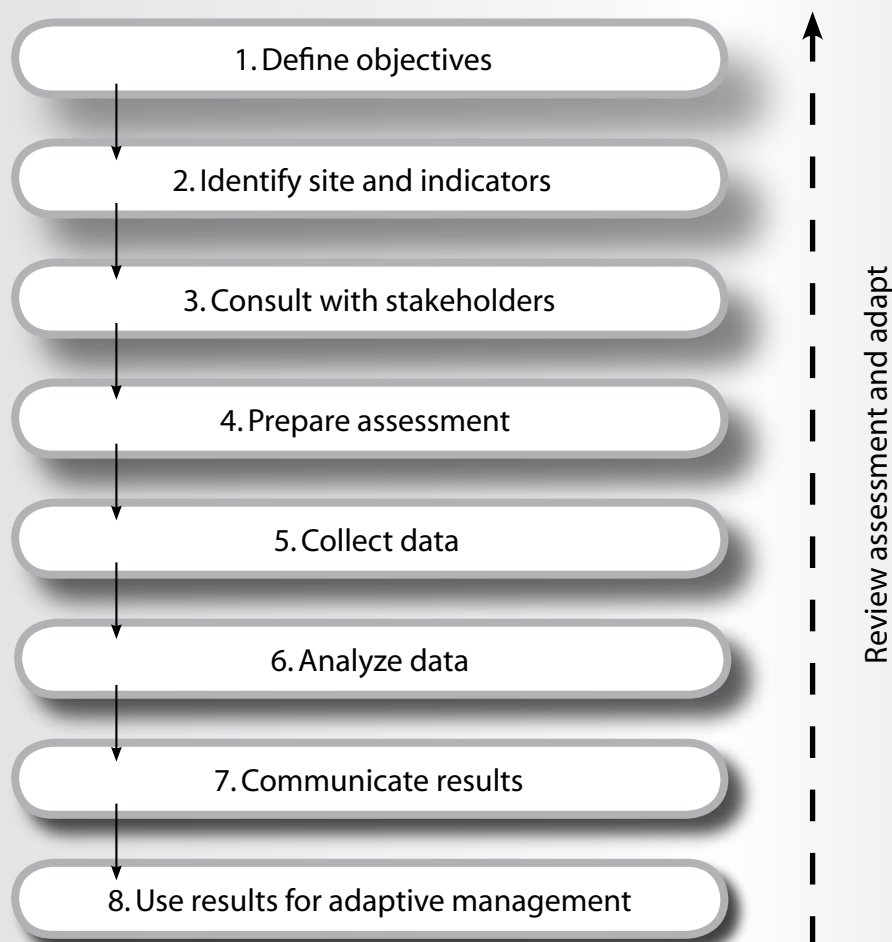 1. Define objectives
2. Identify site and indicators
3. Consult with stakeholders
4. Prepare assessment
5. Collect data
6. Analyze data
7. Communicate results
8. Use results for adaptive management
Review assessment and adapt